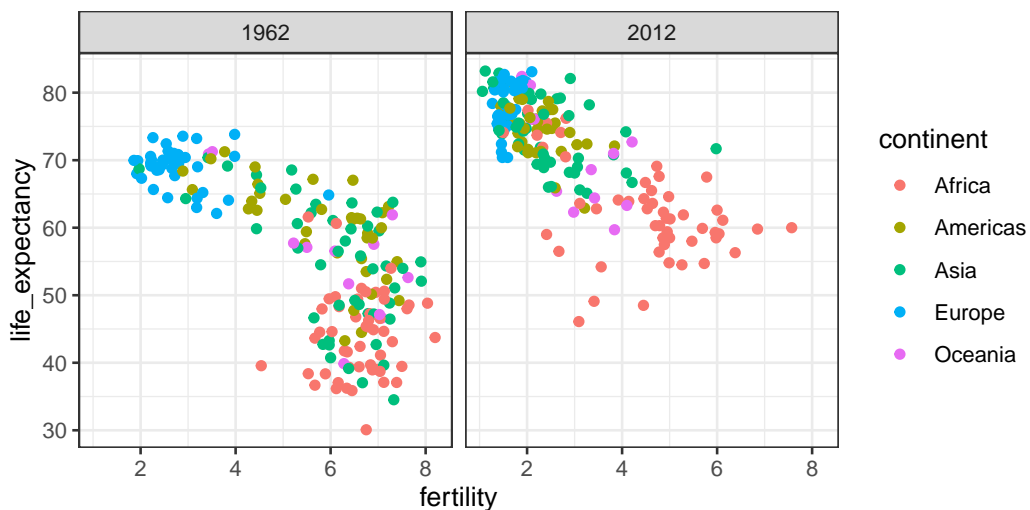 1962
2012
80
70
60
50
40
30
life_expectancy
2 4 6 8
2 4 6 8
fertility
continent
Africa
Americas
Asia
Europe
Oceania